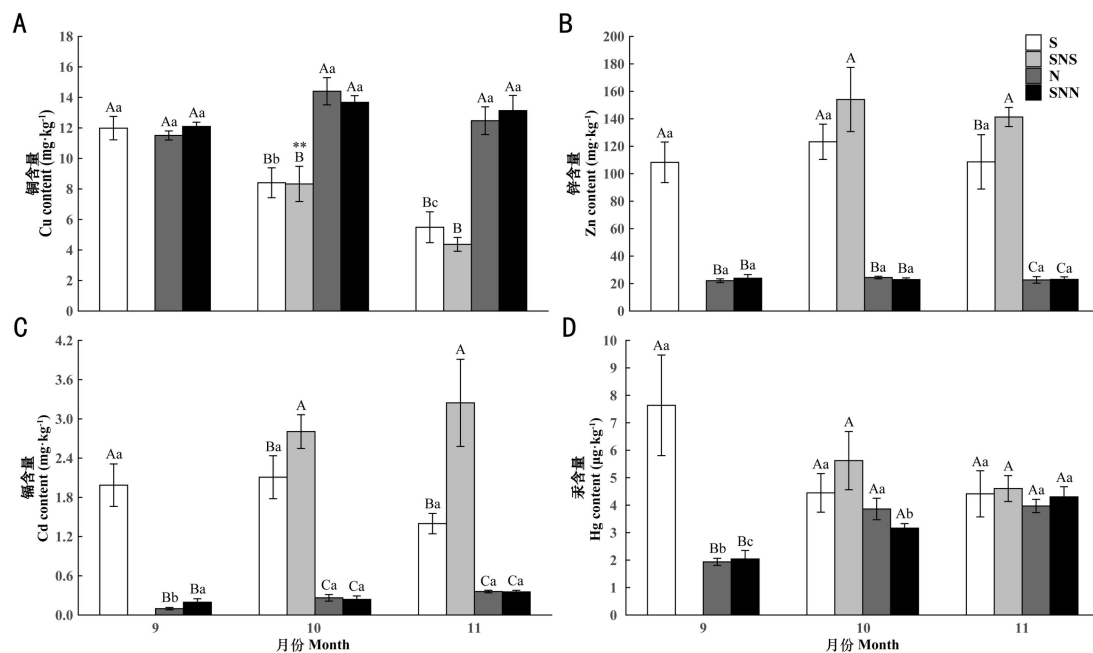 A
铜含量
Cu content (mg·kg⁻¹)
18
16
14
12
10
8
6
4
2
0
Aa
Aa
Aa
Bb
**
B
Aa
Aa
Bc
B
Aa
Aa
B
锌含量
Zn content (mg·kg⁻¹)
200
180
160
140
120
100
80
60
40
20
0
Aa
Ba
Ba
Aa
A
Ba
Ba
Ba
A
Ca
Ca
S
SNS
N
SNN
C
镉含量
Cd content (mg·kg⁻¹)
4.2
3.6
3.0
2.4
1.8
1.2
0.6
0.0
Aa
Bb
Ba
Ba
A
Ca
Ca
Ba
A
Ca
Ca
9
10
11
月份 Month
D
汞含量
Hg content (μg·kg⁻¹)
10
9
8
7
6
5
4
3
2
1
0
Aa
Bb
Bc
Aa
A
Aa
Ab
Aa
A
Aa
Aa
9
10
11
月份 Month